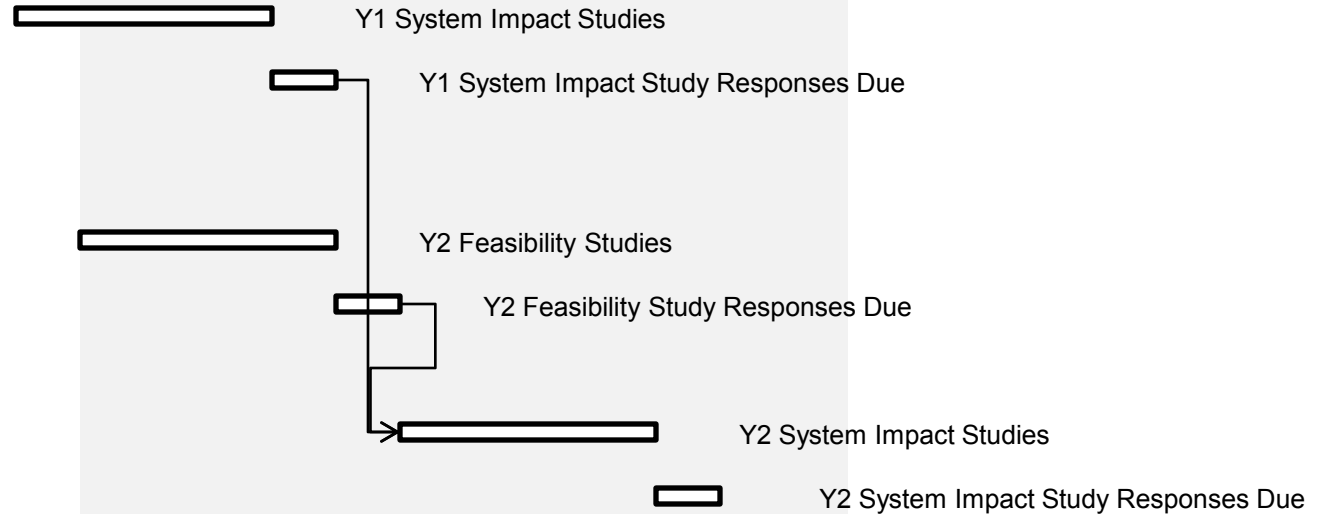 Y1 System Impact Studies
Y1 System Impact Study Responses Due
Y2 Feasibility Studies
Y2 Feasibility Study Responses Due
Y2 System Impact Studies
Y2 System Impact Study Responses Due